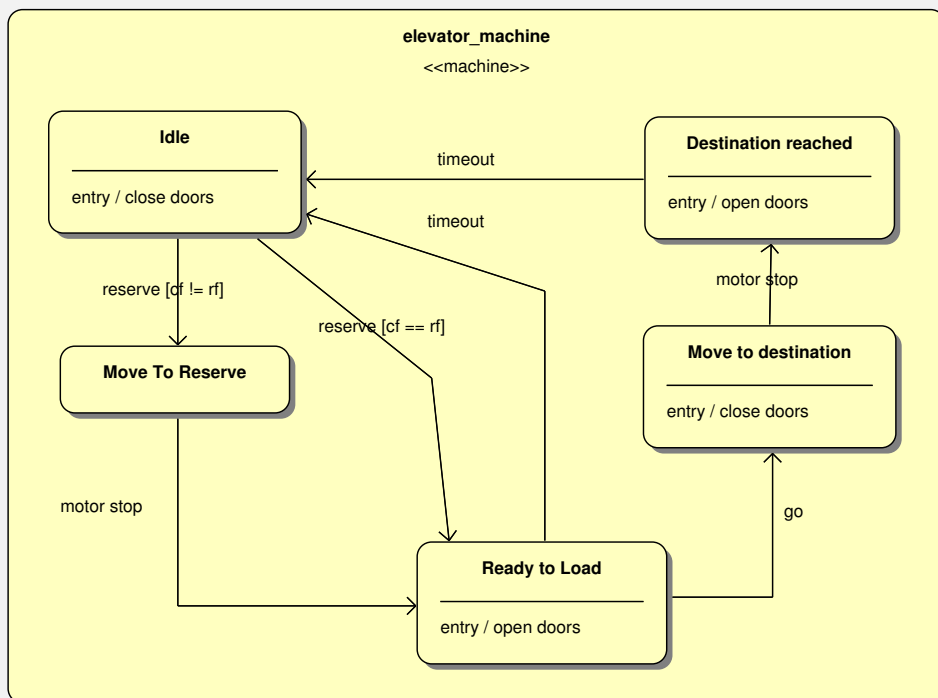 elevator_machine
<<machine>>
Idle
entry / close doors
timeout
Destination reached
entry / open doors
timeout
reserve [cf != rf]
reserve [cf == rf]
motor stop
Move To Reserve
Move to destination
entry / close doors
motor stop
go
Ready to Load
entry / open doors